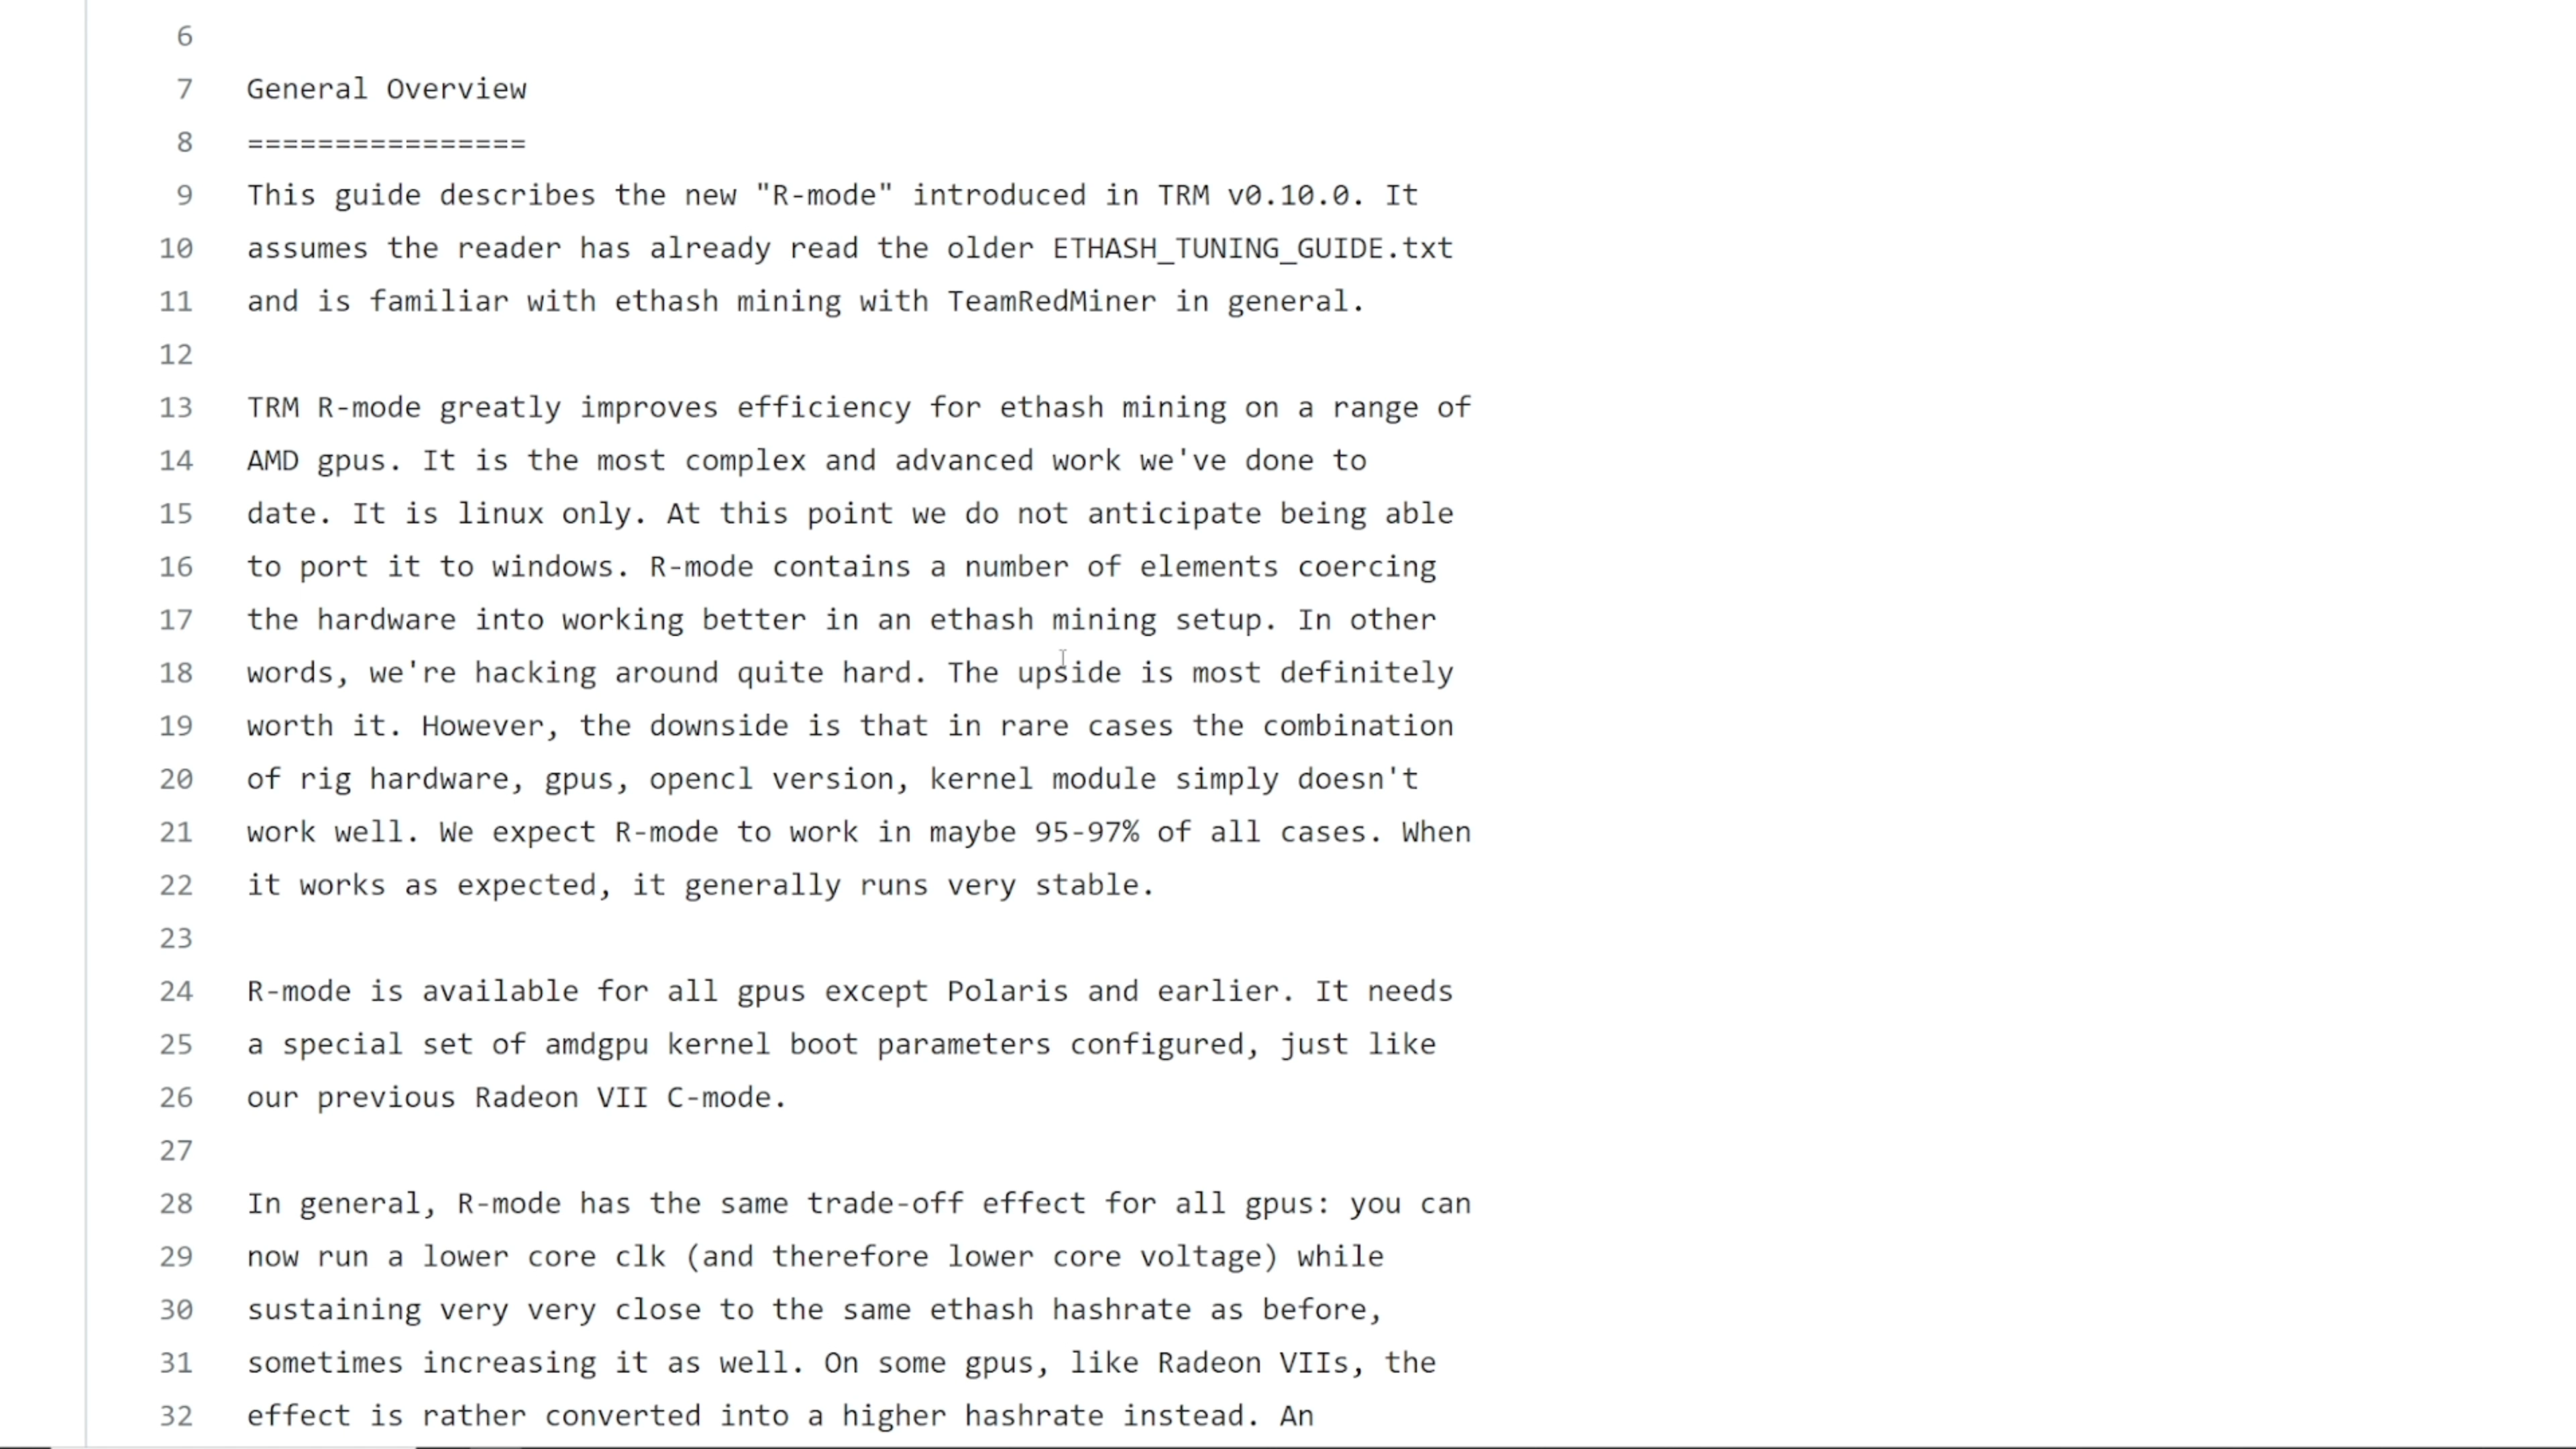 6
7 General Overview
8 ================
9 This guide describes the new "R-mode" introduced in TRM v0.10.0. It
10 assumes the reader has already read the older ETHASH_TUNING_GUIDE.txt
11 and is familiar with ethash mining with TeamRedMiner in general.
12
13 TRM R-mode greatly improves efficiency for ethash mining on a range of
14 AMD gpus. It is the most complex and advanced work we've done to
15 date. It is linux only. At this point we do not anticipate being able
16 to port it to windows. R-mode contains a number of elements coercing
17 the hardware into working better in an ethash mining setup. In other
18 words, we're hacking around quite hard. The upside is most definitely
19 worth it. However, the downside is that in rare cases the combination
20 of rig hardware, gpus, opencl version, kernel module simply doesn't
21 work well. We expect R-mode to work in maybe 95-97% of all cases. When
22 it works as expected, it generally runs very stable.
23
24 R-mode is available for all gpus except Polaris and earlier. It needs
25 a special set of amdgpu kernel boot parameters configured, just like
26 our previous Radeon VII C-mode.
27
28 In general, R-mode has the same trade-off effect for all gpus: you can
29 now run a lower core clk (and therefore lower core voltage) while
30 sustaining very very close to the same ethash hashrate as before,
31 sometimes increasing it as well. On some gpus, like Radeon VIIs, the
32 effect is rather converted into a higher hashrate instead. An